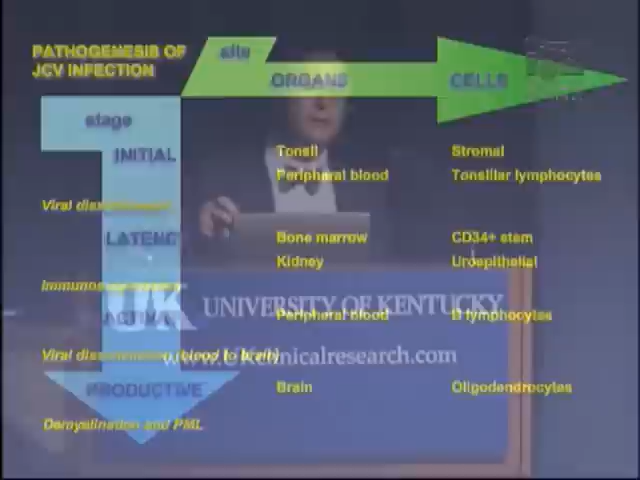 PATHOGENESIS OF
JCV INFECTION
site
ORGANS CELLS
stage
INITIAL Tonsil Stromal
Peripheral blood Tonsillar lymphocytes
Viral
LATENCY Bone marrow CD34+ stem
Kidney Uroepithelial
UK UNIVERSITY OF KENTUCKY
Peripheral blood B lymphocytes
Viral dissemination (blood to brain)
www.UKclinicalresearch.com
PRODUCTIVE Brain Oligodendrocytes
Demyelination and PML